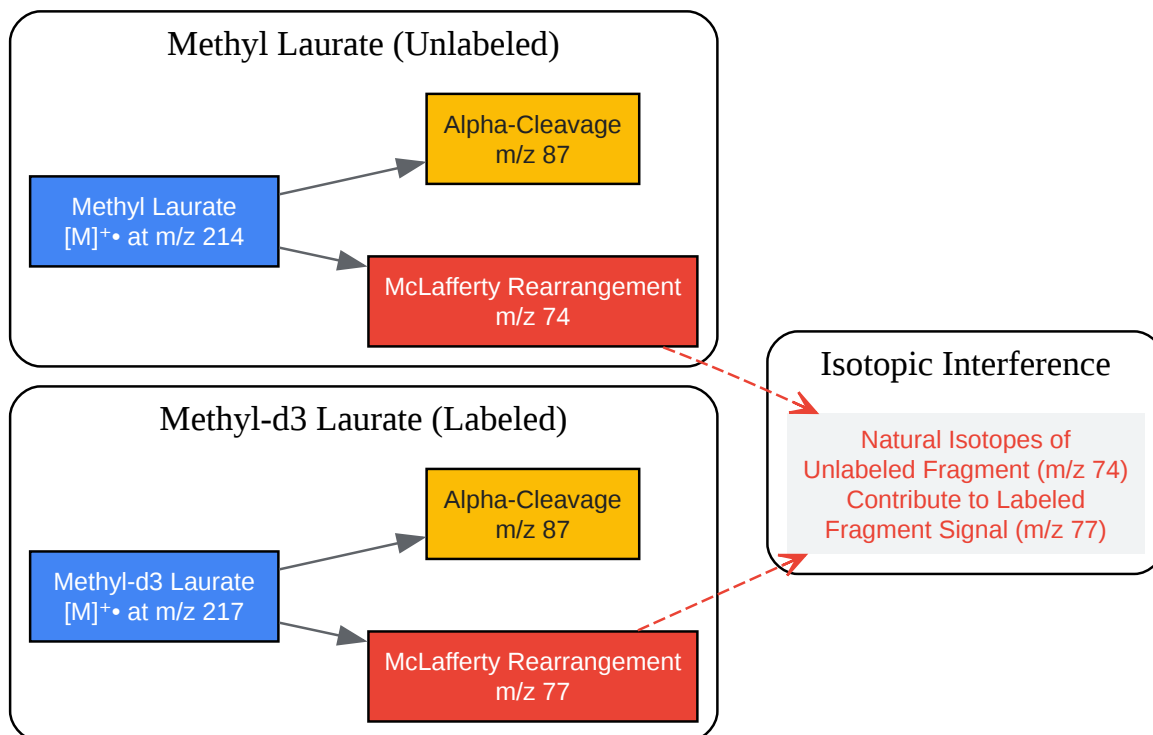 Methyl Laurate (Unlabeled)
Alpha-Cleavage
m/z 87
Methyl Laurate
[M]⁺• at m/z 214
McLafferty Rearrangement
m/z 74
Isotopic Interference
Natural Isotopes of
Unlabeled Fragment (m/z 74)
Contribute to Labeled
Fragment Signal (m/z 77)
Methyl-d3 Laurate (Labeled)
Alpha-Cleavage
m/z 87
Methyl-d3 Laurate
[M]⁺• at m/z 217
McLafferty Rearrangement
m/z 77